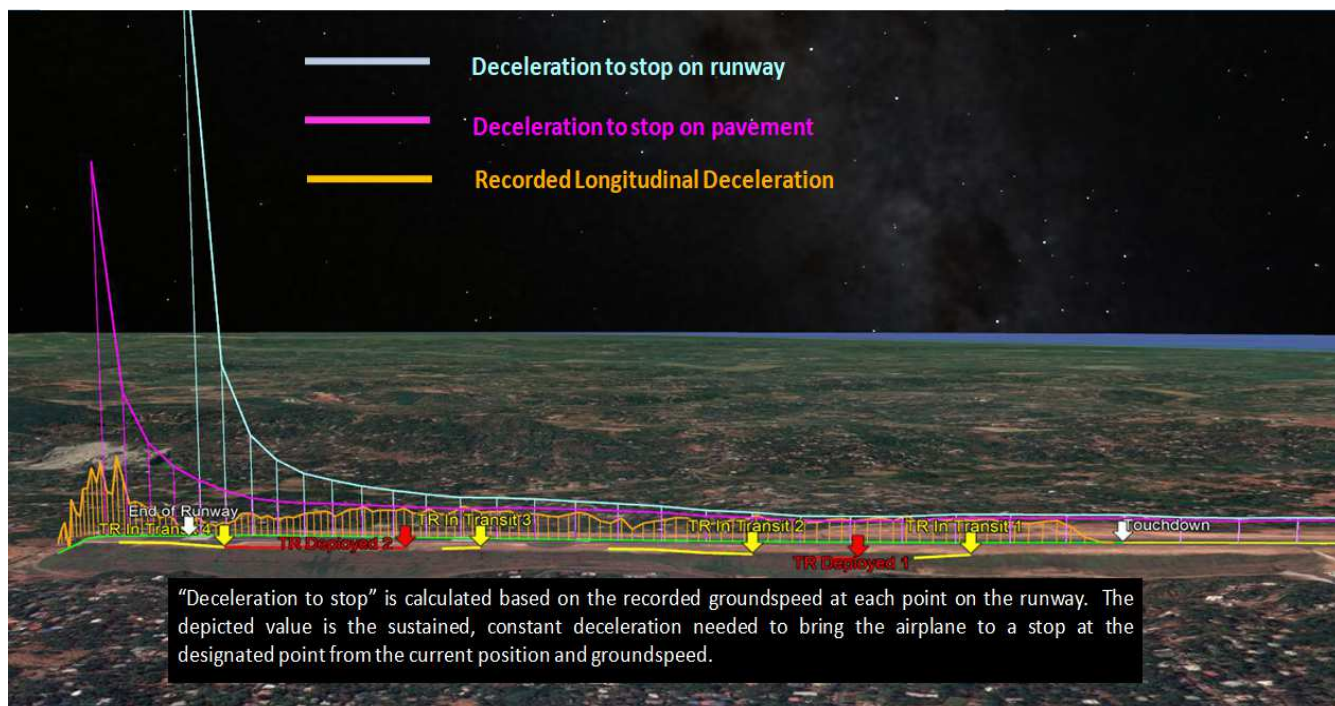 Deceleration to stop on runway
Deceleration to stop on pavement
Recorded Longitudinal Deceleration
End of Runway
TR In Transit 4
TR Deployed 2
TR In Transit 3
TR In Transit 2
TR Deployed 1
TR In Transit 1
Touchdown
“Deceleration to stop” is calculated based on the recorded groundspeed at each point on the runway. The
depicted value is the sustained, constant deceleration needed to bring the airplane to a stop at the
designated point from the current position and groundspeed.